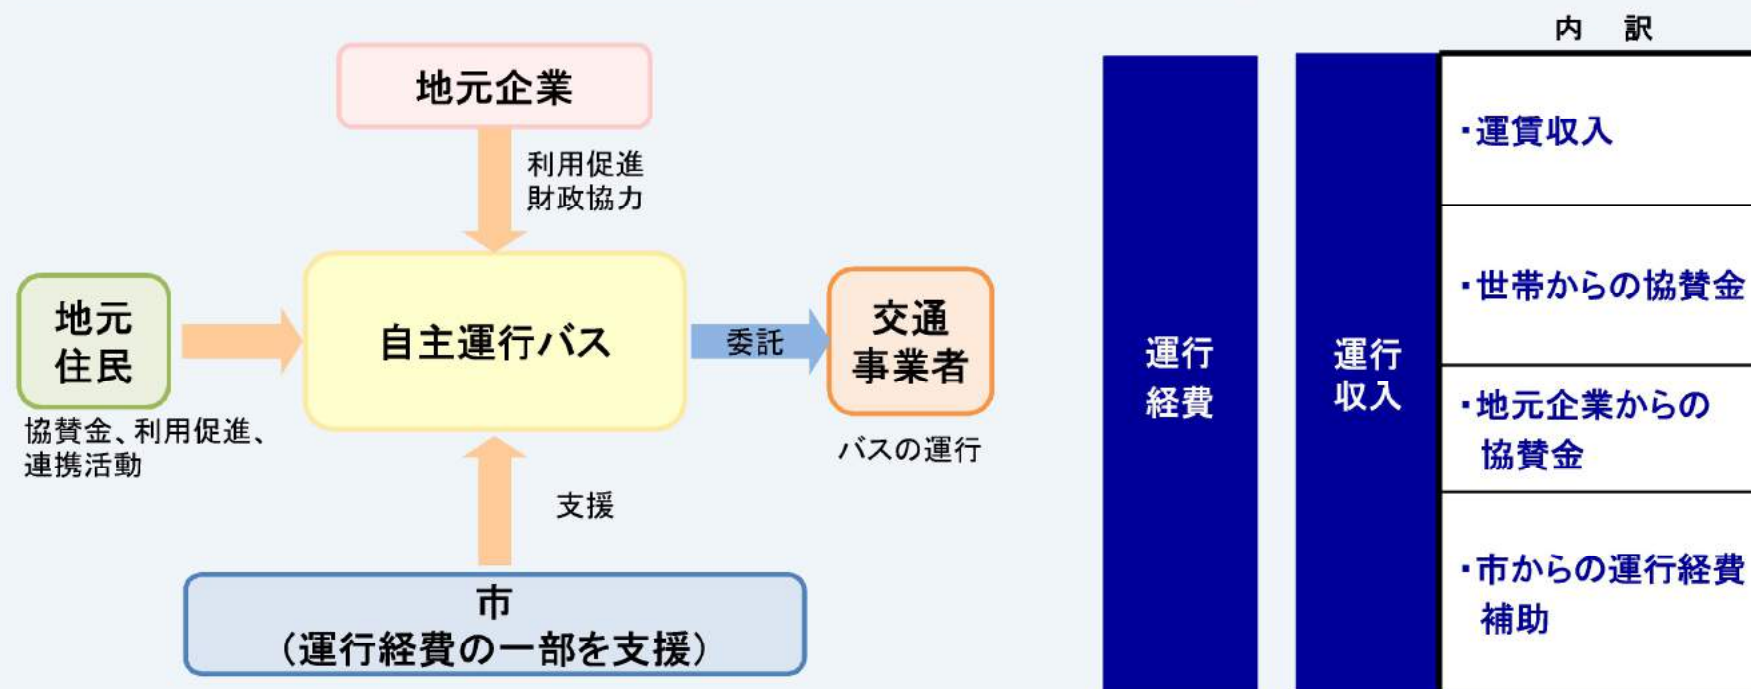 地元企業
利用促進
財政協力
地元
住民
協賛金、利用促進、
連携活動
自主運行バス
委託
交通
事業者
バスの運行
支援
市
（運行経費の一部を支援）
運行
経費
運行
収入
内　訳
・運賃収入
・世帯からの協賛金
・地元企業からの
協賛金
・市からの運行経費
補助